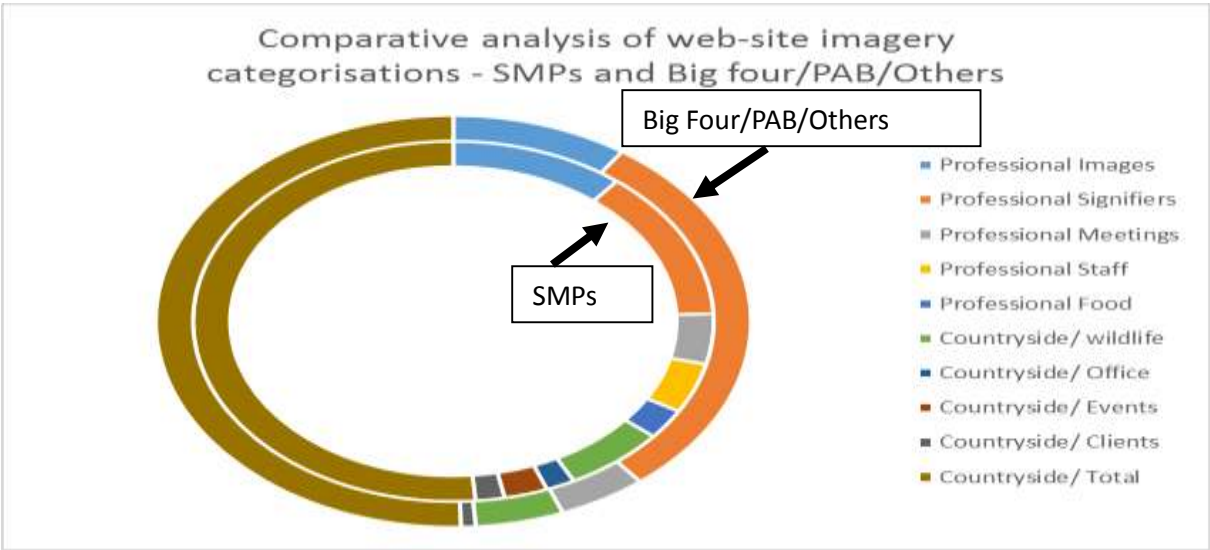 Comparative analysis of web-site imagery
categorisations - SMPs and Big four/PAB/Others
Big Four/PAB/Others
SMPs
Professional Images
Professional Signifiers
Professional Meetings
Professional Staff
Professional Food
Countryside/ wildlife
Countryside/ Office
Countryside/ Events
Countryside/ Clients
Countryside/ Total